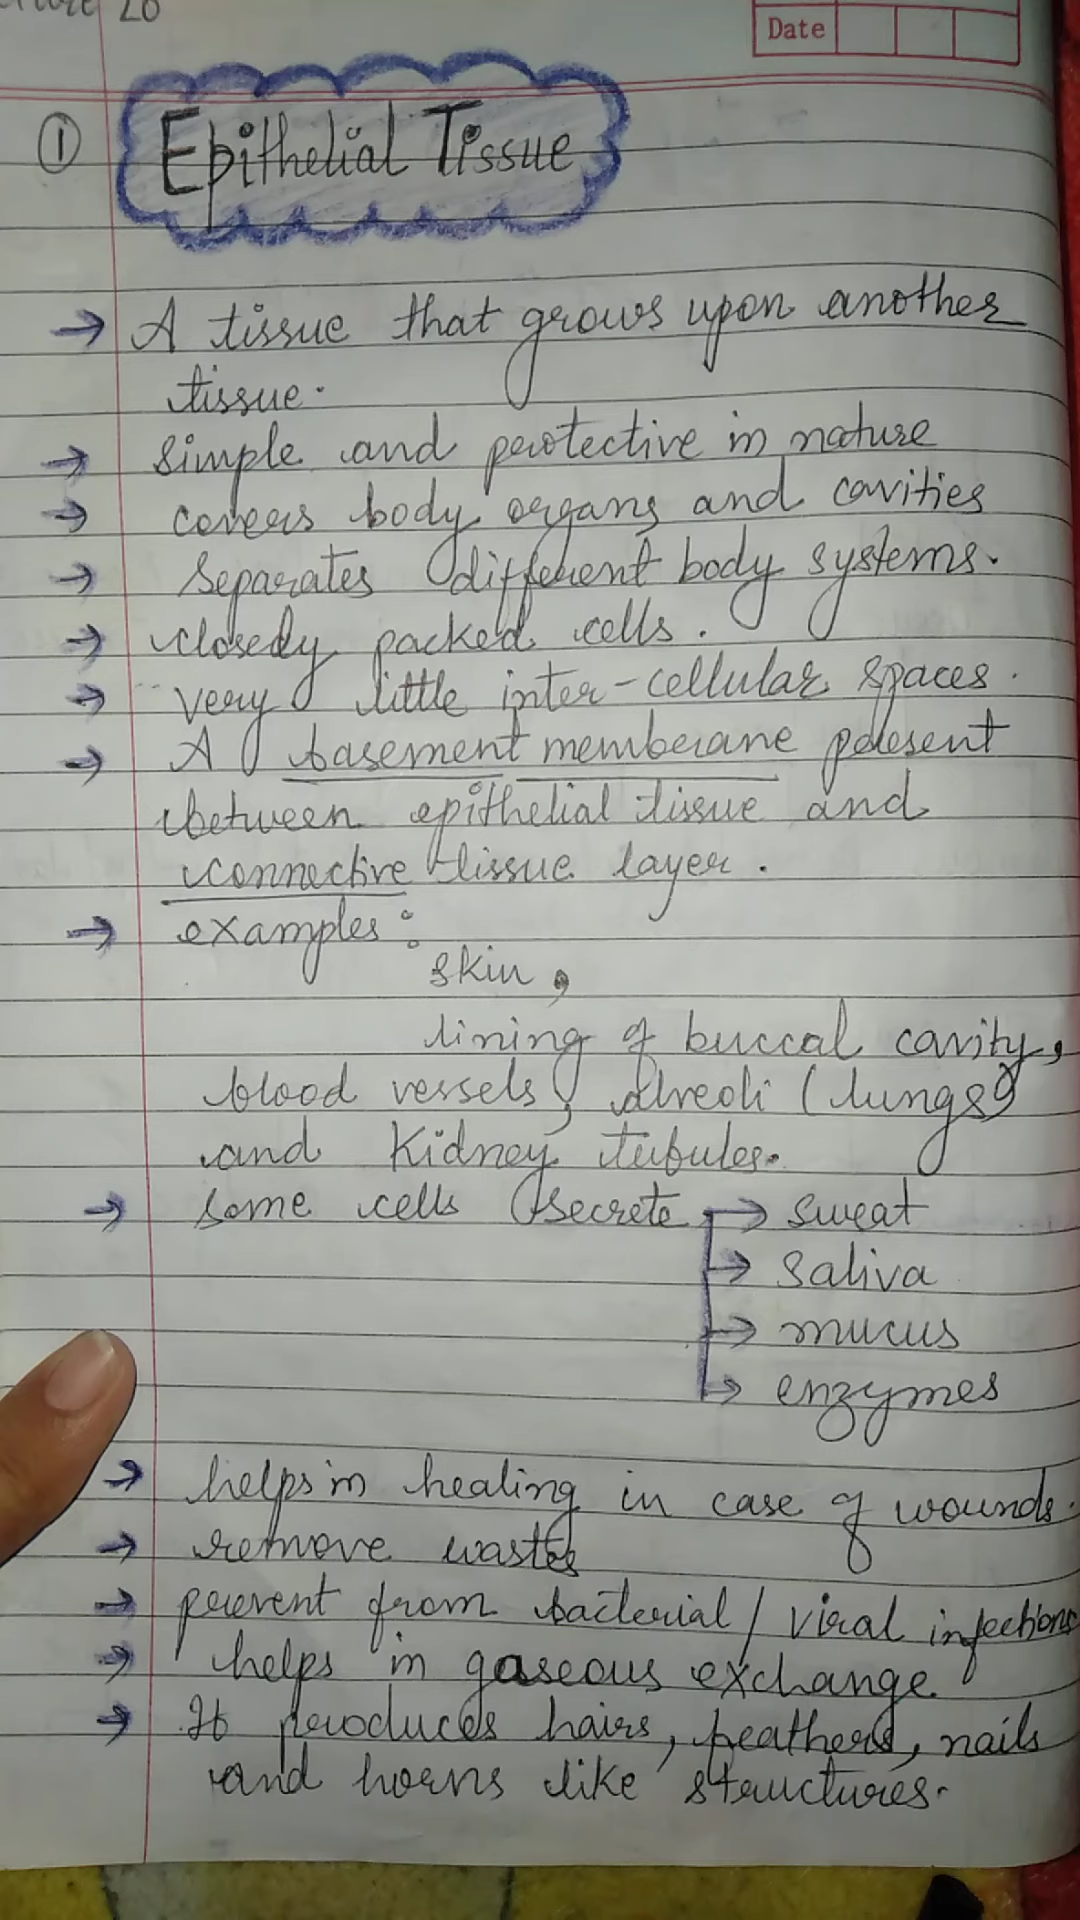 20
Date
① Epithelial Tissue
→ A tissue that grows upon another
tissue.
→ simple and protective in nature
→ covers body organs and cavities
→ Separates different body systems.
→ closely packed cells.
→ very little inter-cellular spaces.
→ A basement membrane present
between epithelial tissue and
connective tissue layer.
→ examples:
skin,
lining of buccal cavity,
blood vessels, alveoli (lungs)
and Kidney tubules.
→ some cells secrete → sweat
→ saliva
→ mucus
→ enzymes
→ helps in healing in case of wounds.
→ remove wastes
→ prevent from bacterial / viral infections
→ helps in gaseous exchange.
→ It produces hairs, feathers, nails
and horns like structures.